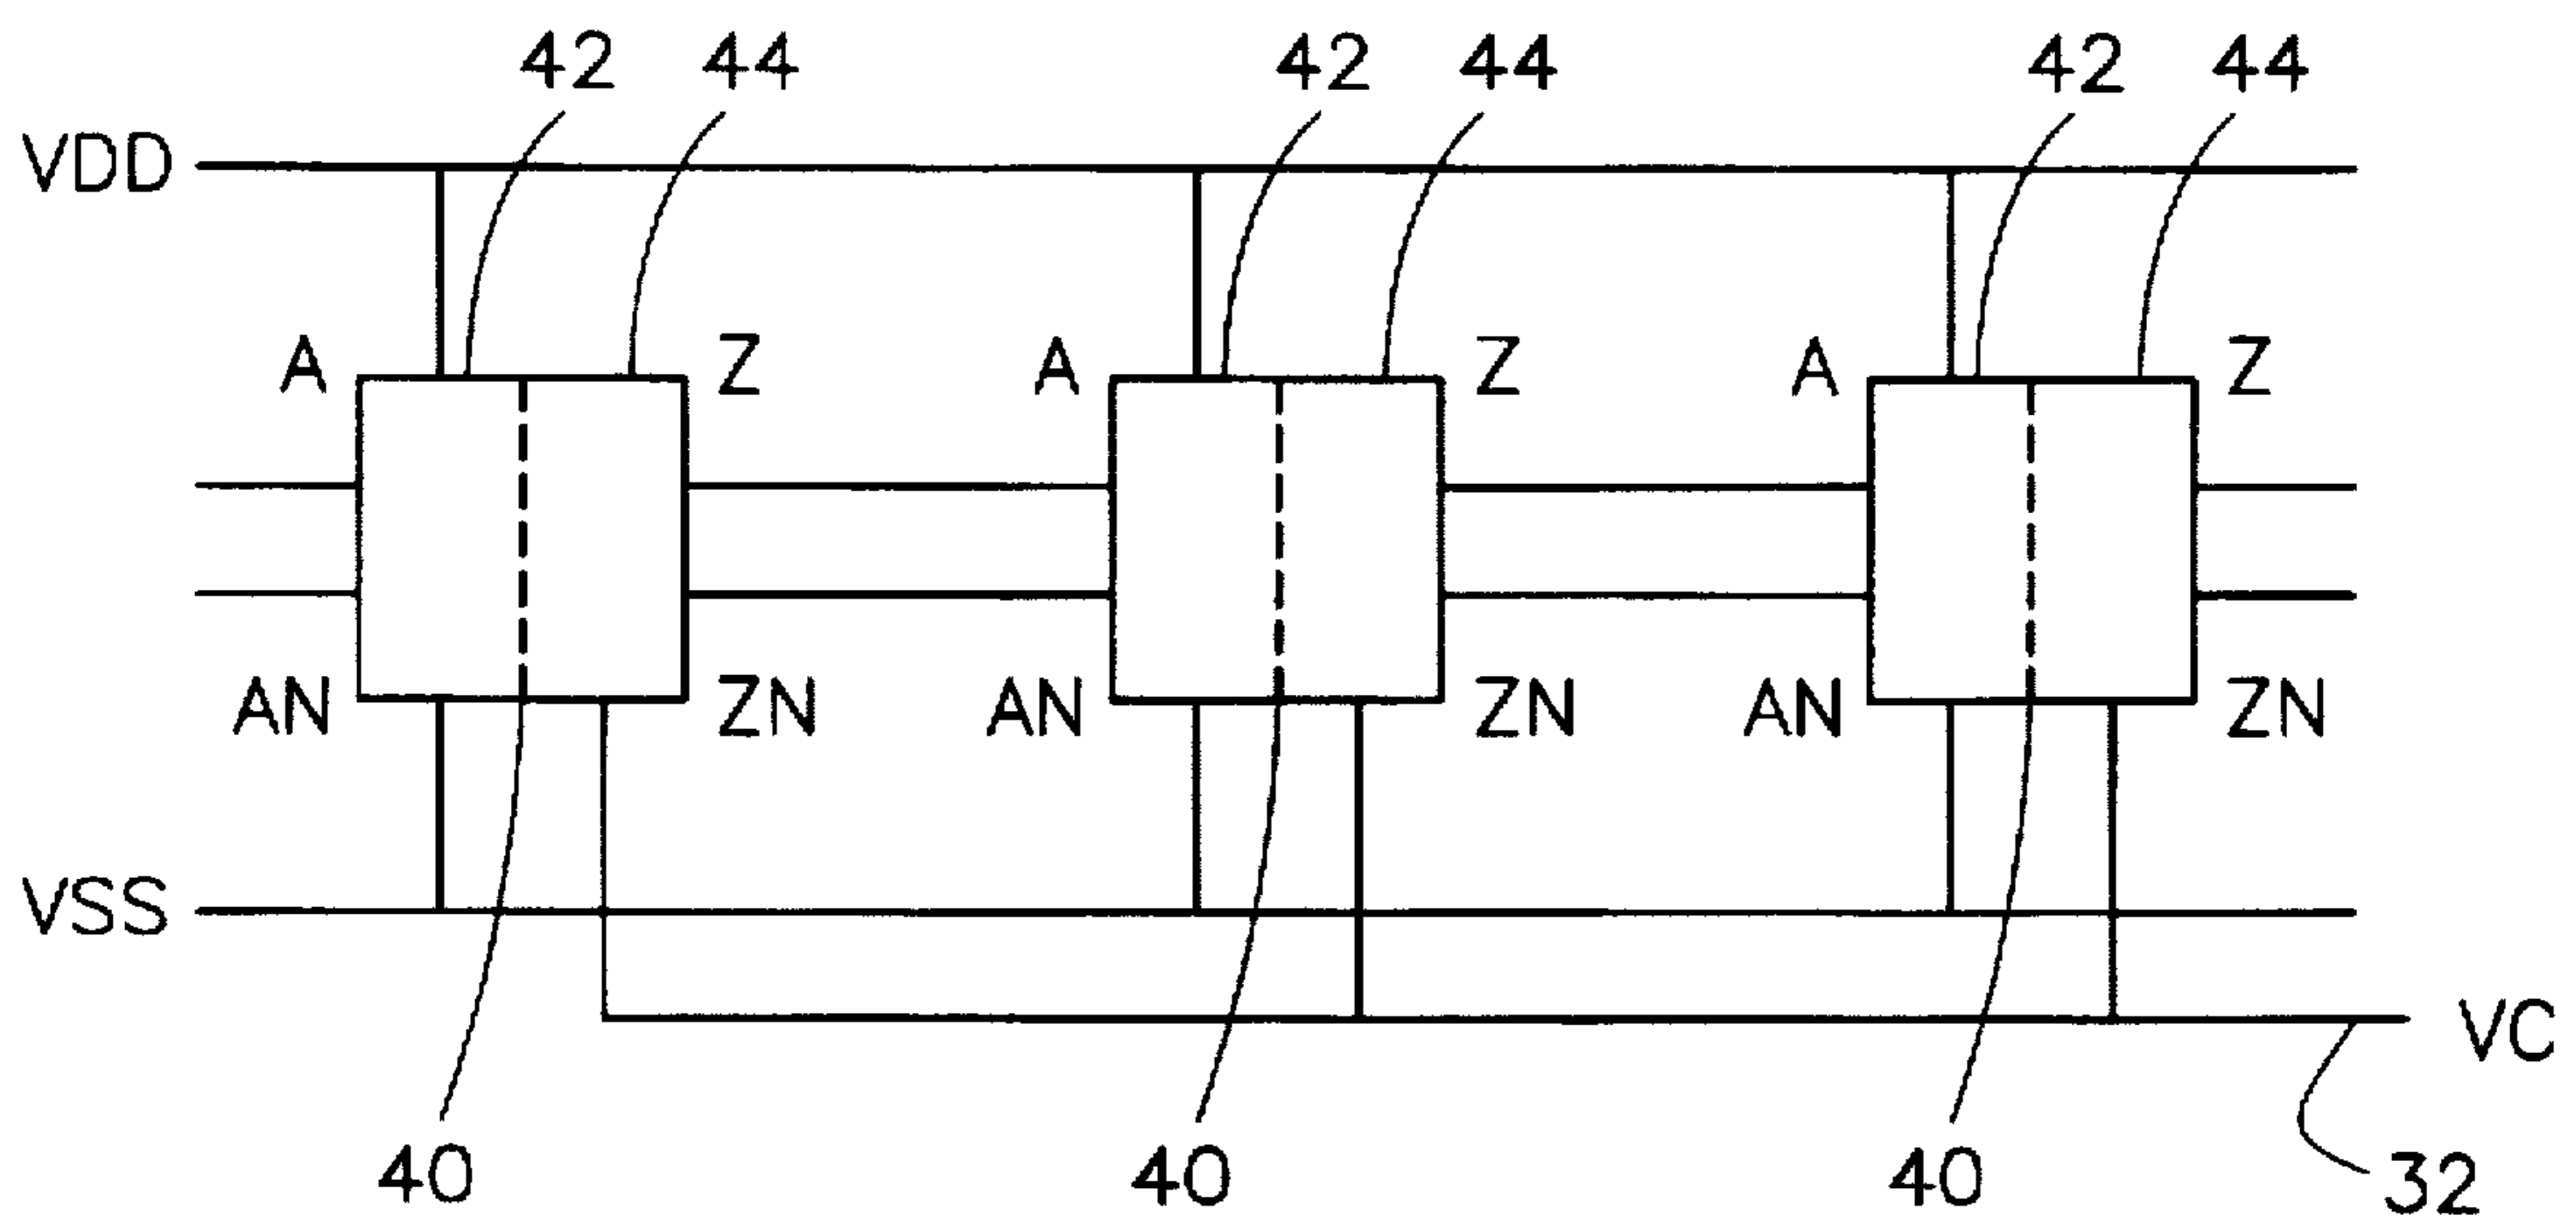 42 44 42 44 42 44
VDD
A Z A Z A Z
AN ZN AN ZN AN ZN
VSS
VC
40 40 40 32